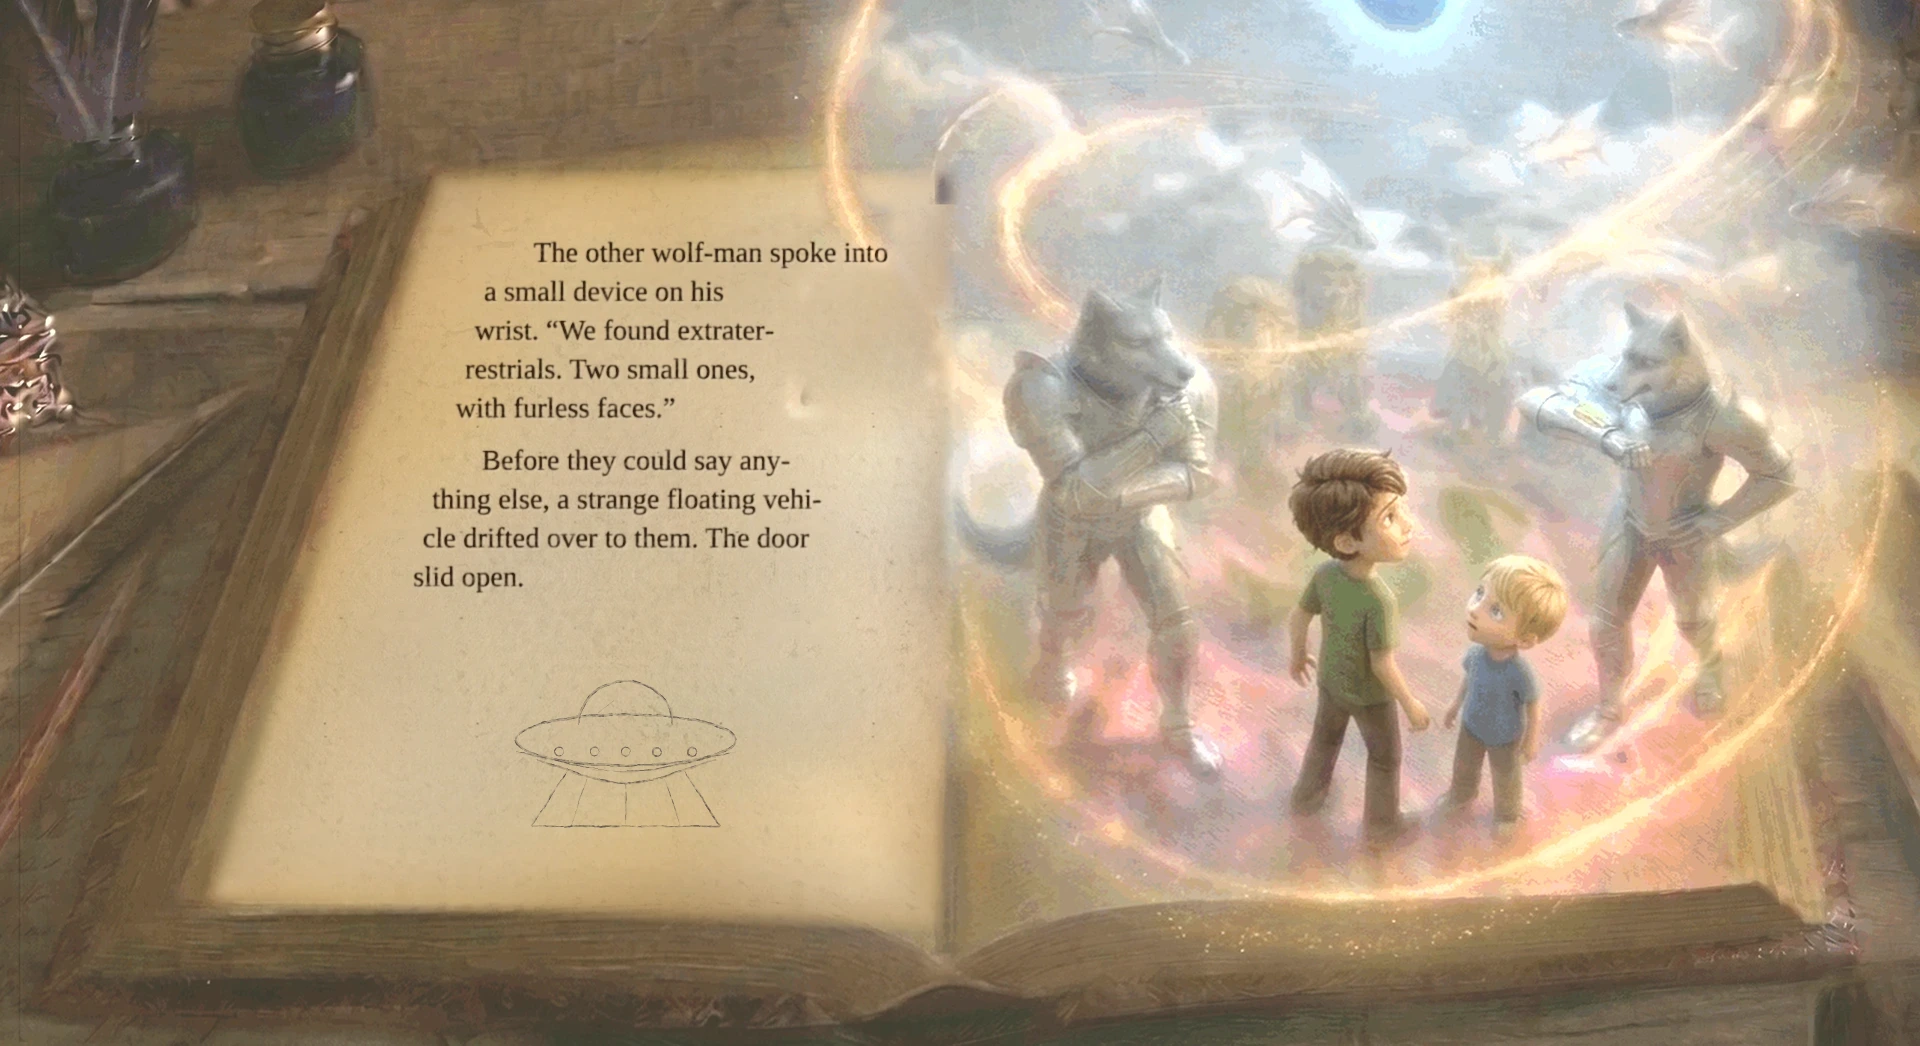 The other wolf-man spoke into
a small device on his
wrist. “We found extrater-
restrials. Two small ones,
with furless faces.”
Before they could say any-
thing else, a strange floating vehi-
cle drifted over to them. The door
slid open.